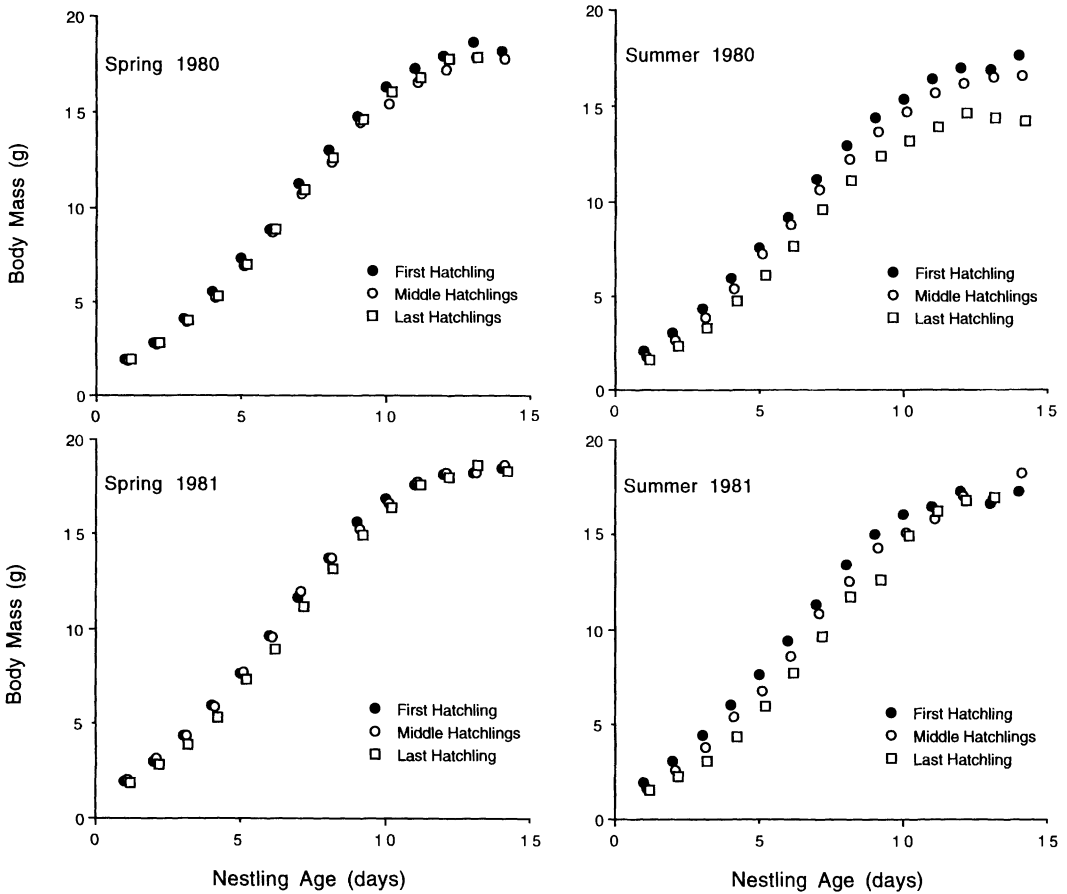 20
Spring 1980
15
10
5
0
0 5 10 15
Body Mass (g)
First Hatchling
Middle Hatchlings
Last Hatchlings
20
Summer 1980
15
10
5
0
0 5 10 15
First Hatchling
Middle Hatchlings
Last Hatchling
20
Spring 1981
15
10
5
0
0 5 10 15
Body Mass (g)
First Hatchling
Middle Hatchlings
Last Hatchling
Nestling Age (days)
20
Summer 1981
15
10
5
0
0 5 10 15
First Hatchling
Middle Hatchlings
Last Hatchling
Nestling Age (days)